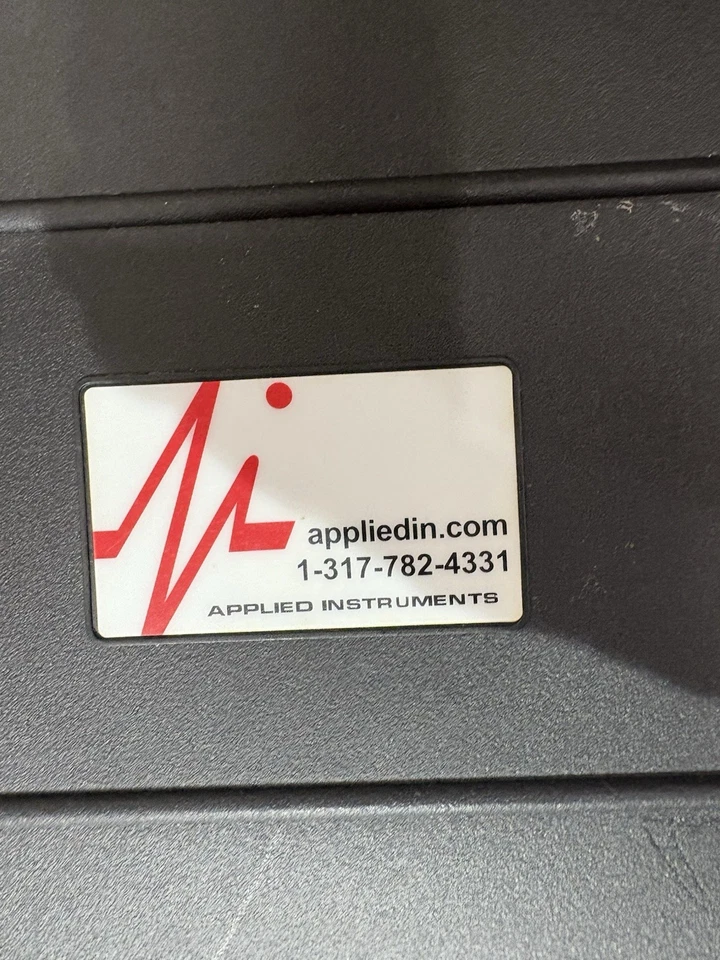 appliedin.com
1-317-782-4331
APPLIED INSTRUMENTS